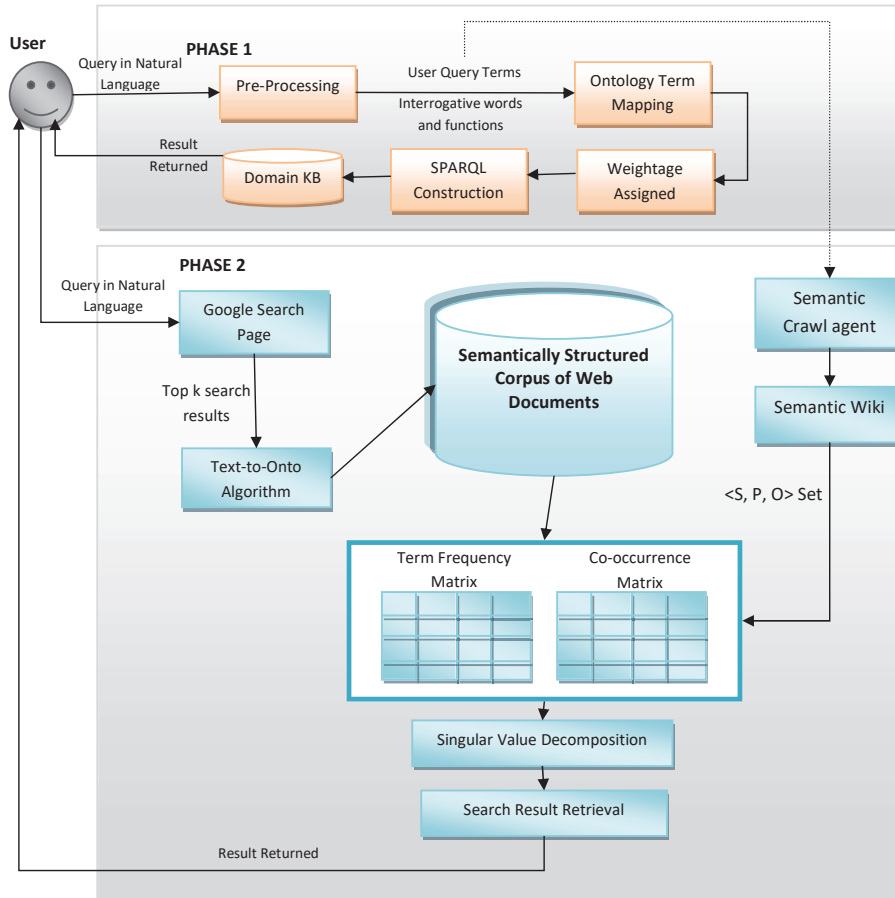 User
PHASE 1
Query in Natural
Language
Pre-Processing
User Query Terms
Interrogative words
and functions
Ontology Term
Mapping
Result
Returned
Domain KB
SPARQL
Construction
Weightage
Assigned
PHASE 2
Query in Natural
Language
Google Search
Page
Semantically Structured
Corpus of Web
Documents
Semantic
Crawl agent
Top k search
results
Semantic Wiki
Text-to-Onto
Algorithm
<S, P, O> Set
Term Frequency
Matrix
Co-occurrence
Matrix
Singular Value Decomposition
Search Result Retrieval
Result Returned